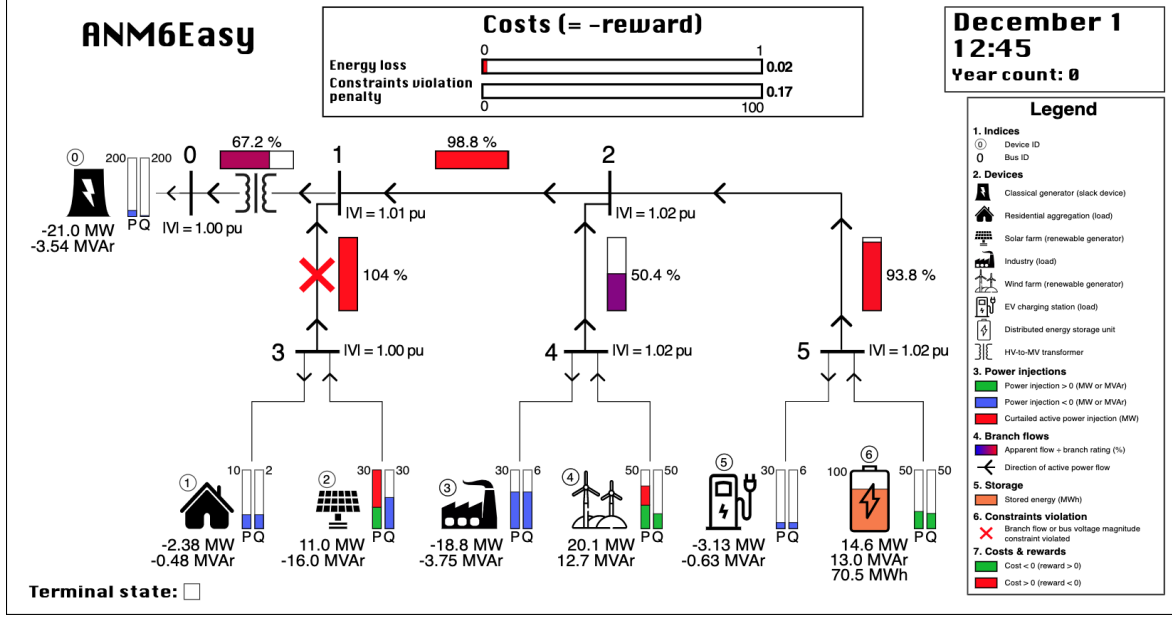 ANM6Easy
Costs (= -reward)
0 1
Energy loss 0.02
Constraints violation
penalty 0.17
0 100
December 1
12:45
Year count: 0
Legend
1. Indices
0 Device ID
0 Bus ID
2. Devices
Classical generator (slack device)
Residential aggregation (load)
Solar farm (renewable generator)
Industry (load)
Wind farm (renewable generator)
EV charging station (load)
Distributed energy storage unit
HV-to-MV transformer
3. Power injections
Power injection > 0 (MW or MVAr)
Power injection < 0 (MW or MVAr)
Curtailed active power injection (MW)
4. Branch flows
Apparent flow ÷ branch rating (%)
Direction of active power flow
5. Storage
Stored energy (MWh)
6. Constraints violation
Branch flow or bus voltage magnitude
constraint violated
7. Costs & rewards
Cost < 0 (reward > 0)
Cost > 0 (reward < 0)
67.2 % 98.8 %
0 200 200 0 1 2
P Q |V| = 1.00 pu |V| = 1.01 pu |V| = 1.02 pu
-21.0 MW
-3.54 MVAr
104 % 50.4 % 93.8 %
3 |V| = 1.00 pu 4 |V| = 1.02 pu 5 |V| = 1.02 pu
1 10 2
P Q
-2.38 MW
-0.48 MVAr
2 30 30
P Q
11.0 MW
-16.0 MVAr
3 30 6
P Q
-18.8 MW
-3.75 MVAr
4 50 50
P Q
20.1 MW
12.7 MVAr
5 30 6
P Q
-3.13 MW
-0.63 MVAr
6 100 50 50
P Q
14.6 MW
13.0 MVAr
70.5 MWh
Terminal state: